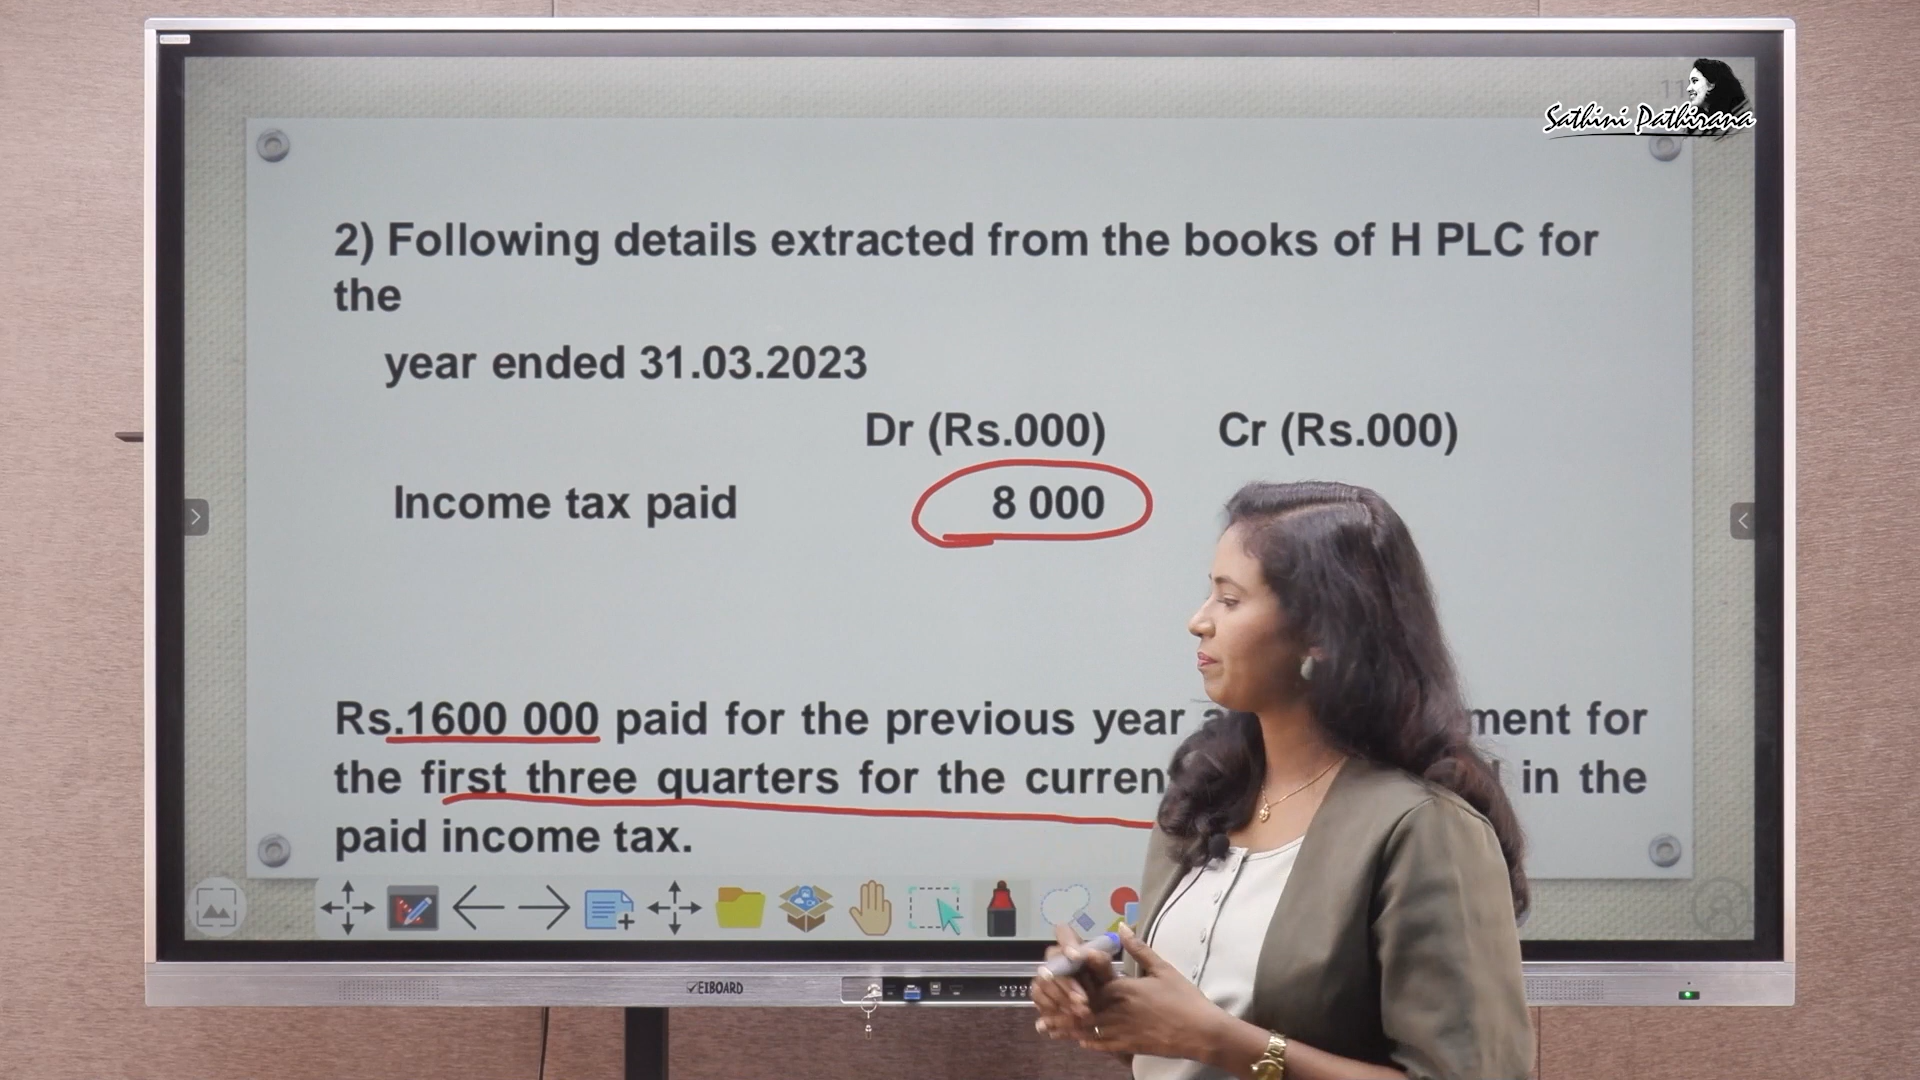 Sathini Pathirana
2) Following details extracted from the books of H PLC for
the
year ended 31.03.2023
Dr (Rs.000) Cr (Rs.000)
Income tax paid 8 000
Rs.1600 000 paid for the previous year for
the first three quarters for the in the
paid income tax.
EIBOARD